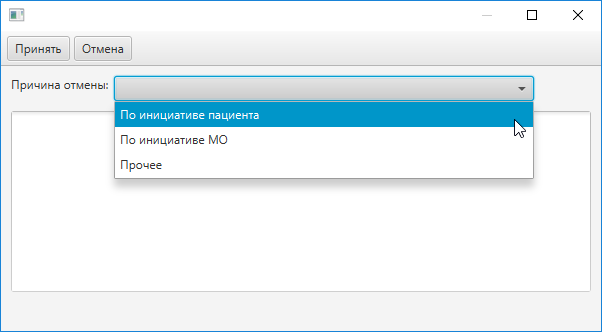 Принять Отмена
Причина отмены:
По инициативе пациента
По инициативе МО
Прочее